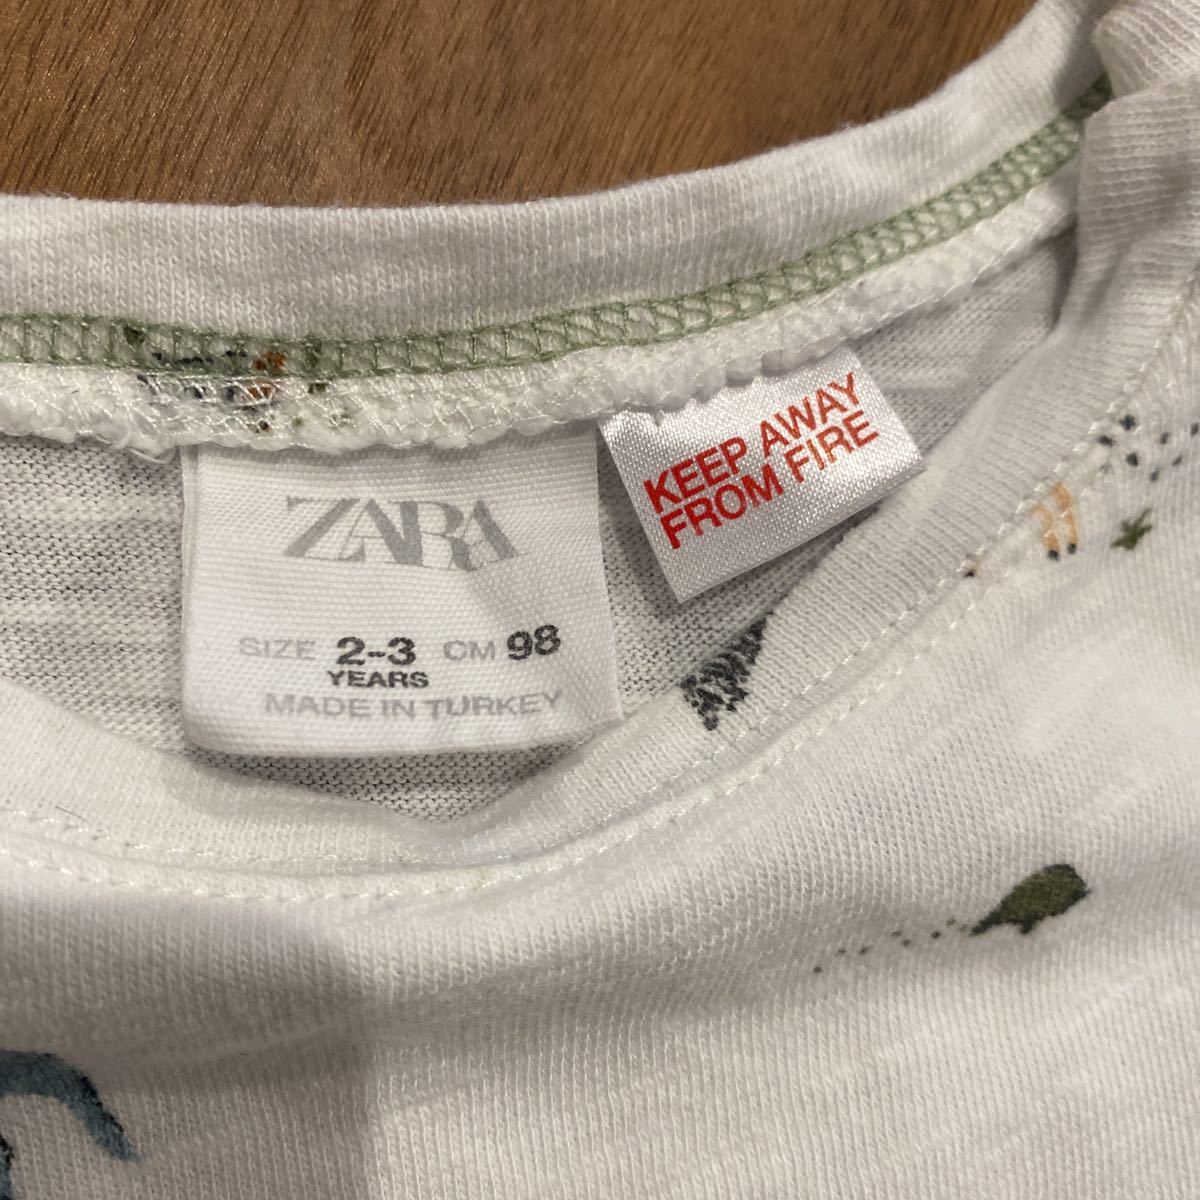 ZARA
SIZE 2-3 CM 98
YEARS
MADE IN TURKEY
KEEP AWAY
FROM FIRE